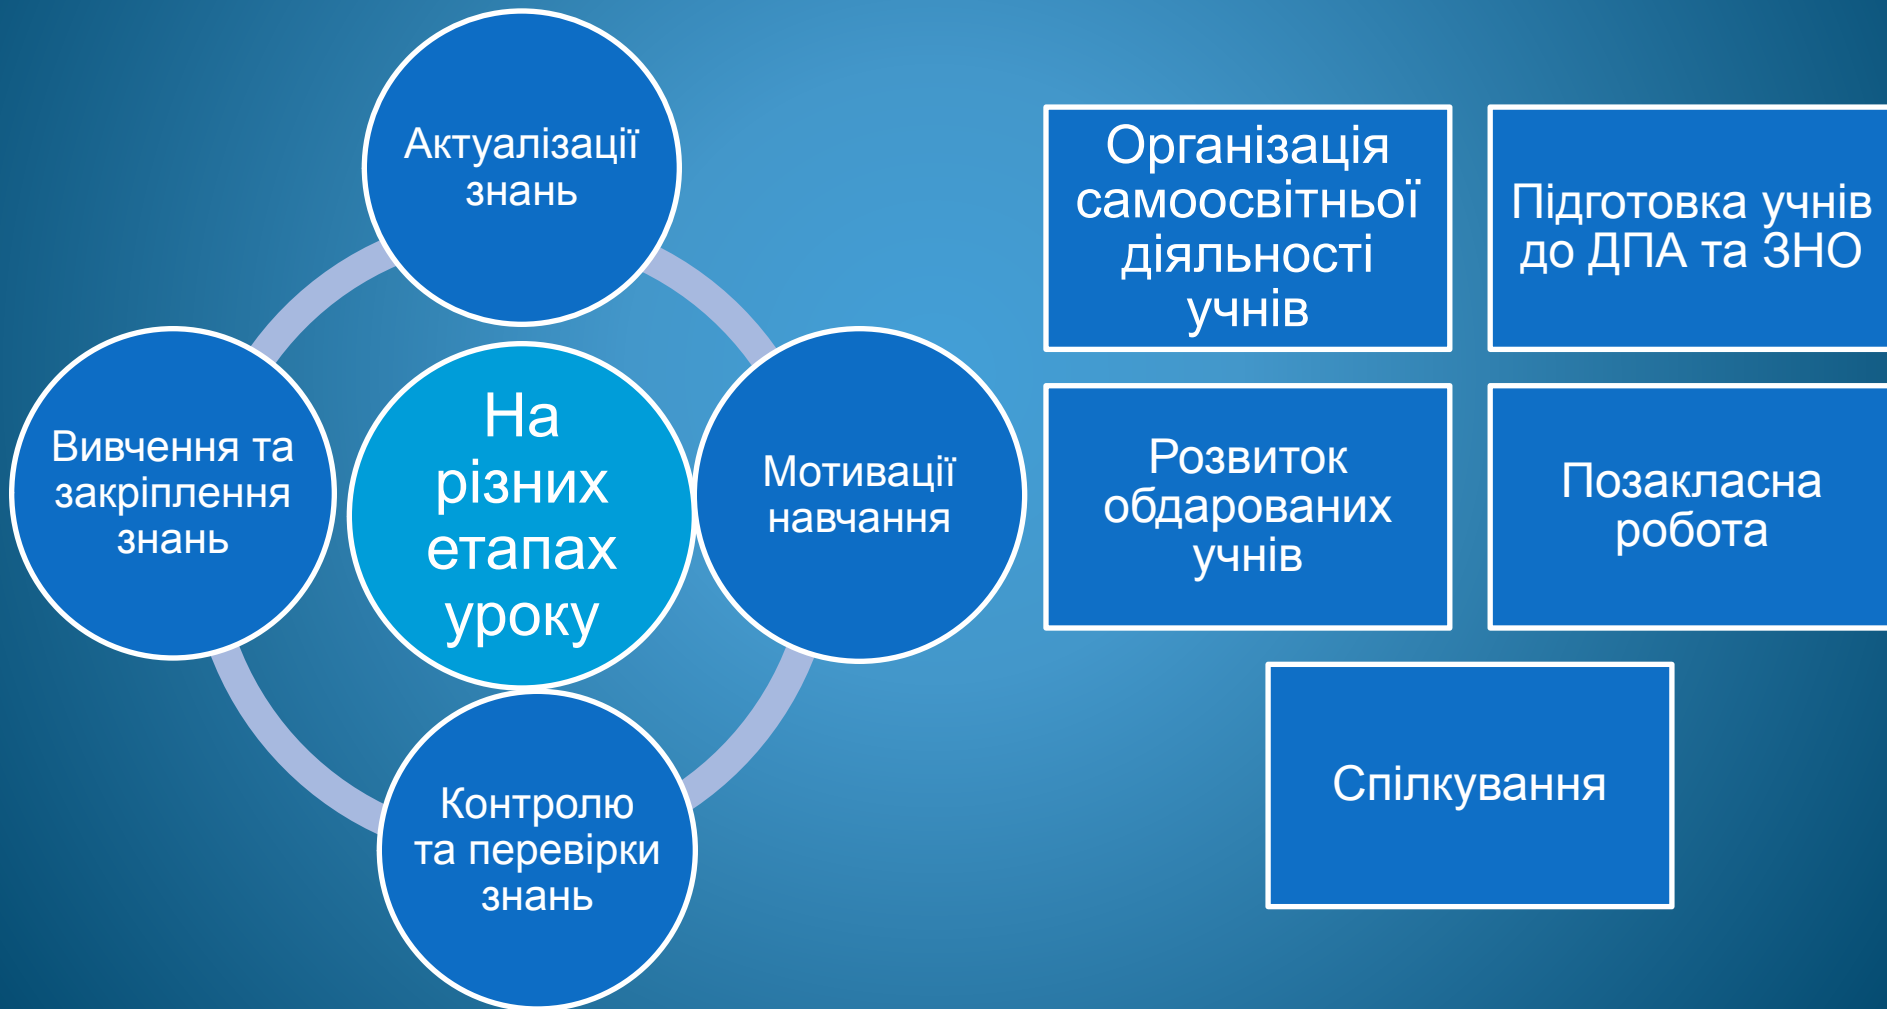 Актуалізації
знань
Вивчення та
закріплення
знань
На
різних
етапах
уроку
Мотивації
навчання
Контролю
та перевірки
знань
Організація
самоосвітньої
діяльності
учнів
Підготовка учнів
до ДПА та ЗНО
Розвиток
обдарованих
учнів
Позакласна
робота
Спілкування